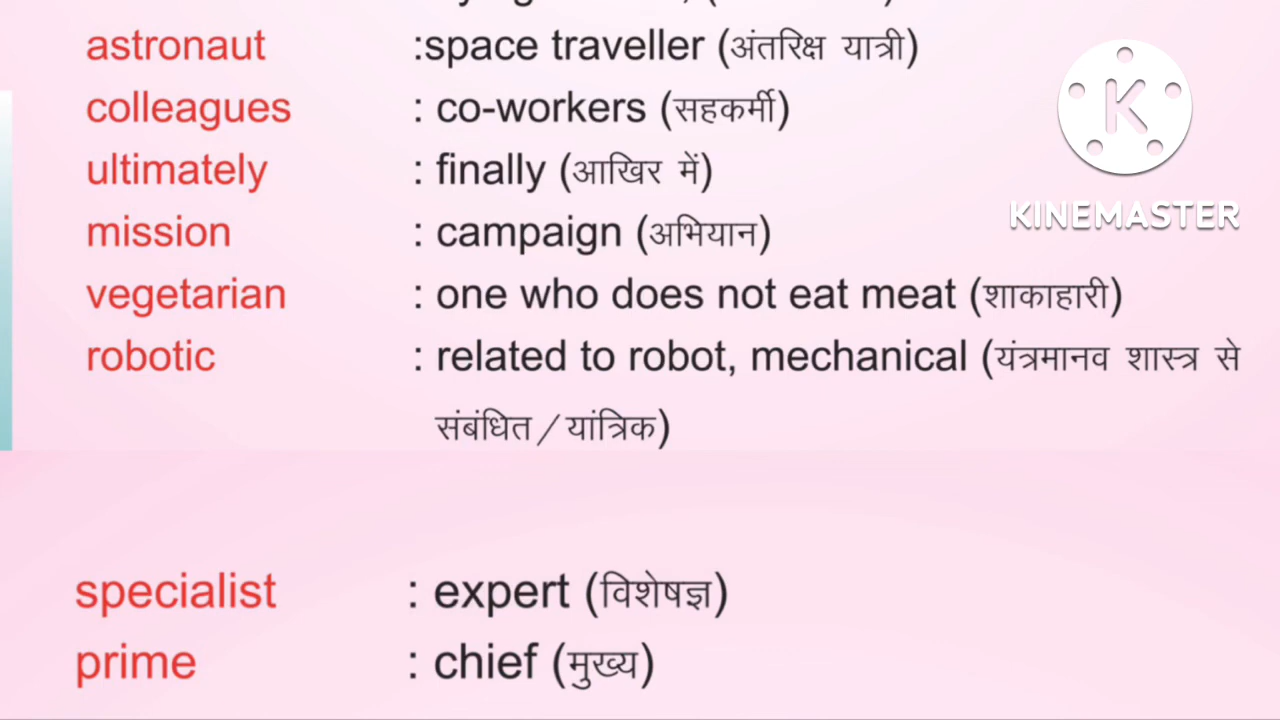 astronaut :space traveller (अंतरिक्ष यात्री)
colleagues : co-workers (सहकर्मी)
ultimately : finally (आखिर में)
mission : campaign (अभियान)
KINEMASTER
vegetarian : one who does not eat meat (शाकाहारी)
robotic : related to robot, mechanical (यंत्रमानव शास्त्र से
संबंधित / यांत्रिक)
specialist : expert (विशेषज्ञ)
prime : chief (मुख्य)